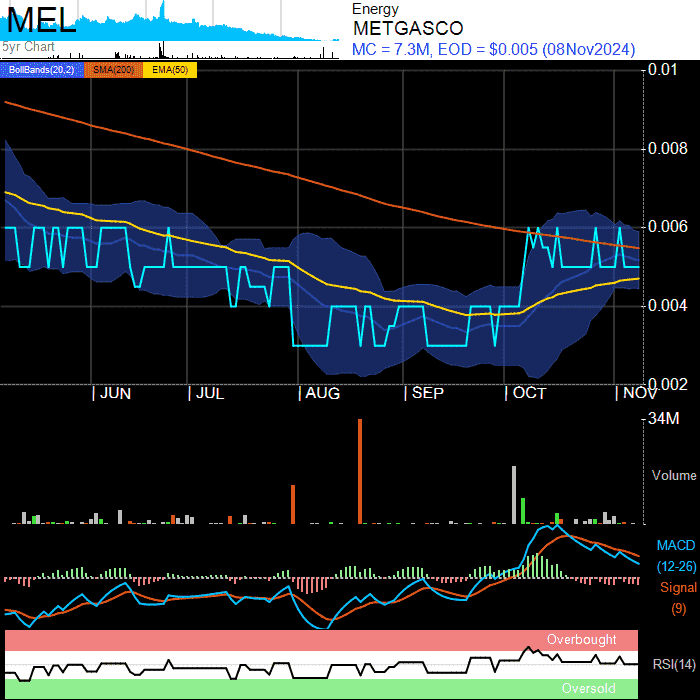 MEL
5yr Chart
Energy
METGASCO
MC = 7.3M, EOD = $0.005 (08Nov2024)
BollBands(20,2) SMA(200) EMA(50)
0.01
0.008
0.006
0.004
0.002
JUN JUL AUG SEP OCT NOV
34M
Volume
MACD
(12-26)
Signal
(9)
Overbought
RSI(14)
Oversold